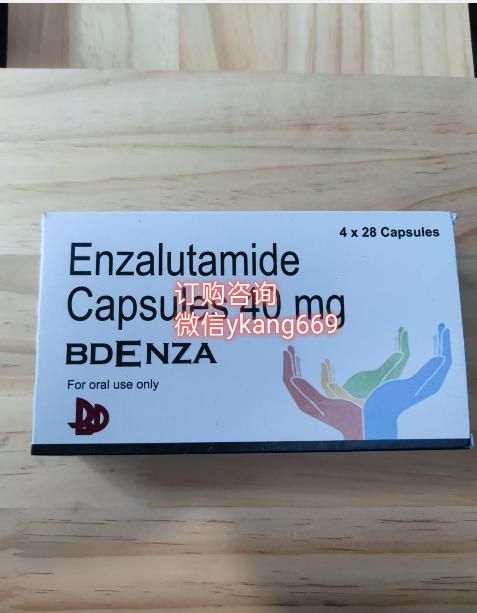 4 x 28 Capsules
Enzalutamide
Capsules 40 mg
订购咨询
微信ykang669
BDENZA
For oral use only
BD